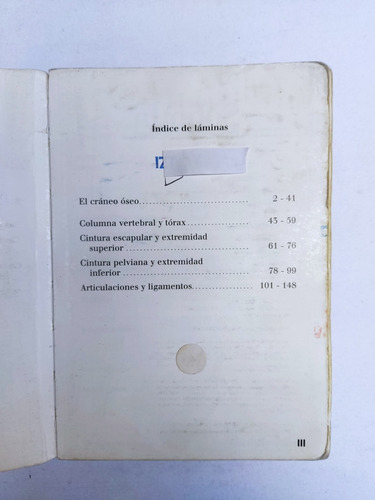 Índice de láminas
El cráneo óseo........................... 2 - 41
Columna vertebral y tórax................ 43 - 59
Cintura escapular y extremidad
superior............................. 61 - 76
Cintura pelviana y extremidad
inferior............................. 78 - 99
Articulaciones y ligamentos.............. 101 - 148
III